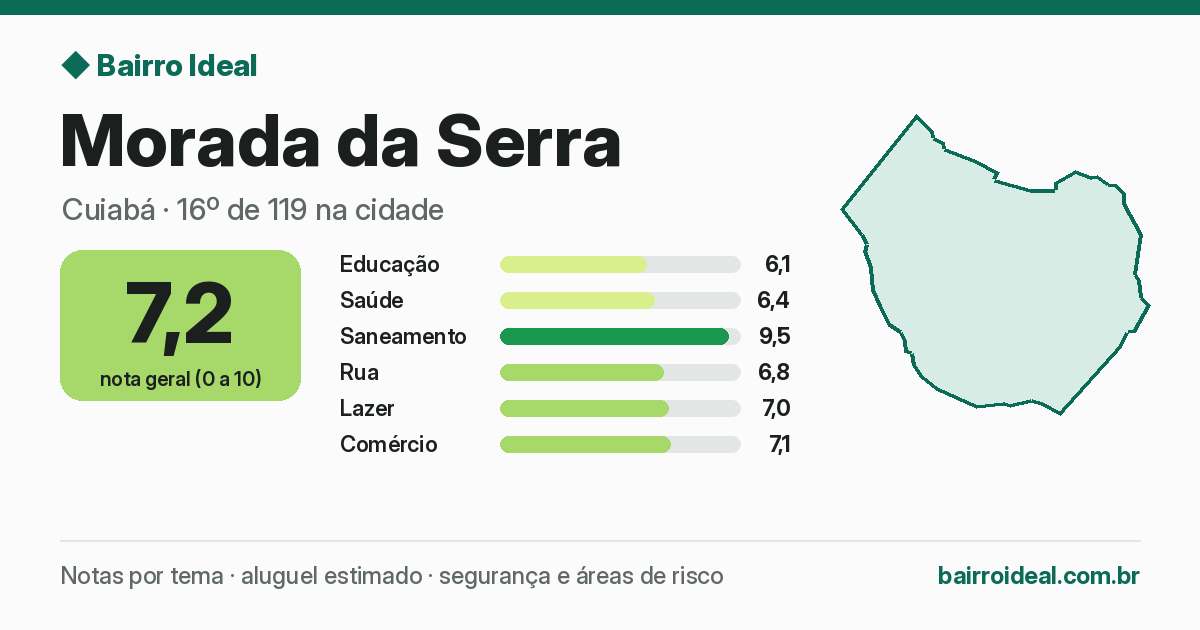 Bairro Ideal
Morada da Serra
Cuiabá · 16º de 119 na cidade
7,2
nota geral (0 a 10)
Educação 6,1
Saúde 6,4
Saneamento 9,5
Rua 6,8
Lazer 7,0
Comércio 7,1
Notas por tema · aluguel estimado · segurança e áreas de risco
bairroideal.com.br